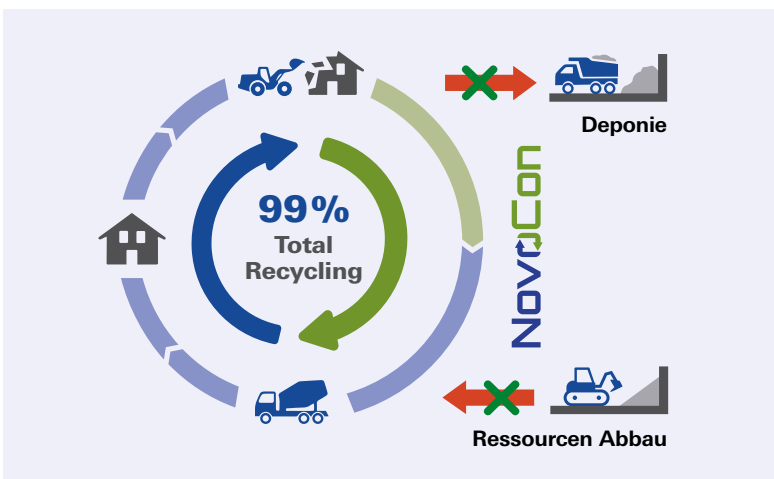 Deponie
99%
Total
Recycling
NovoCon
Ressourcen Abbau